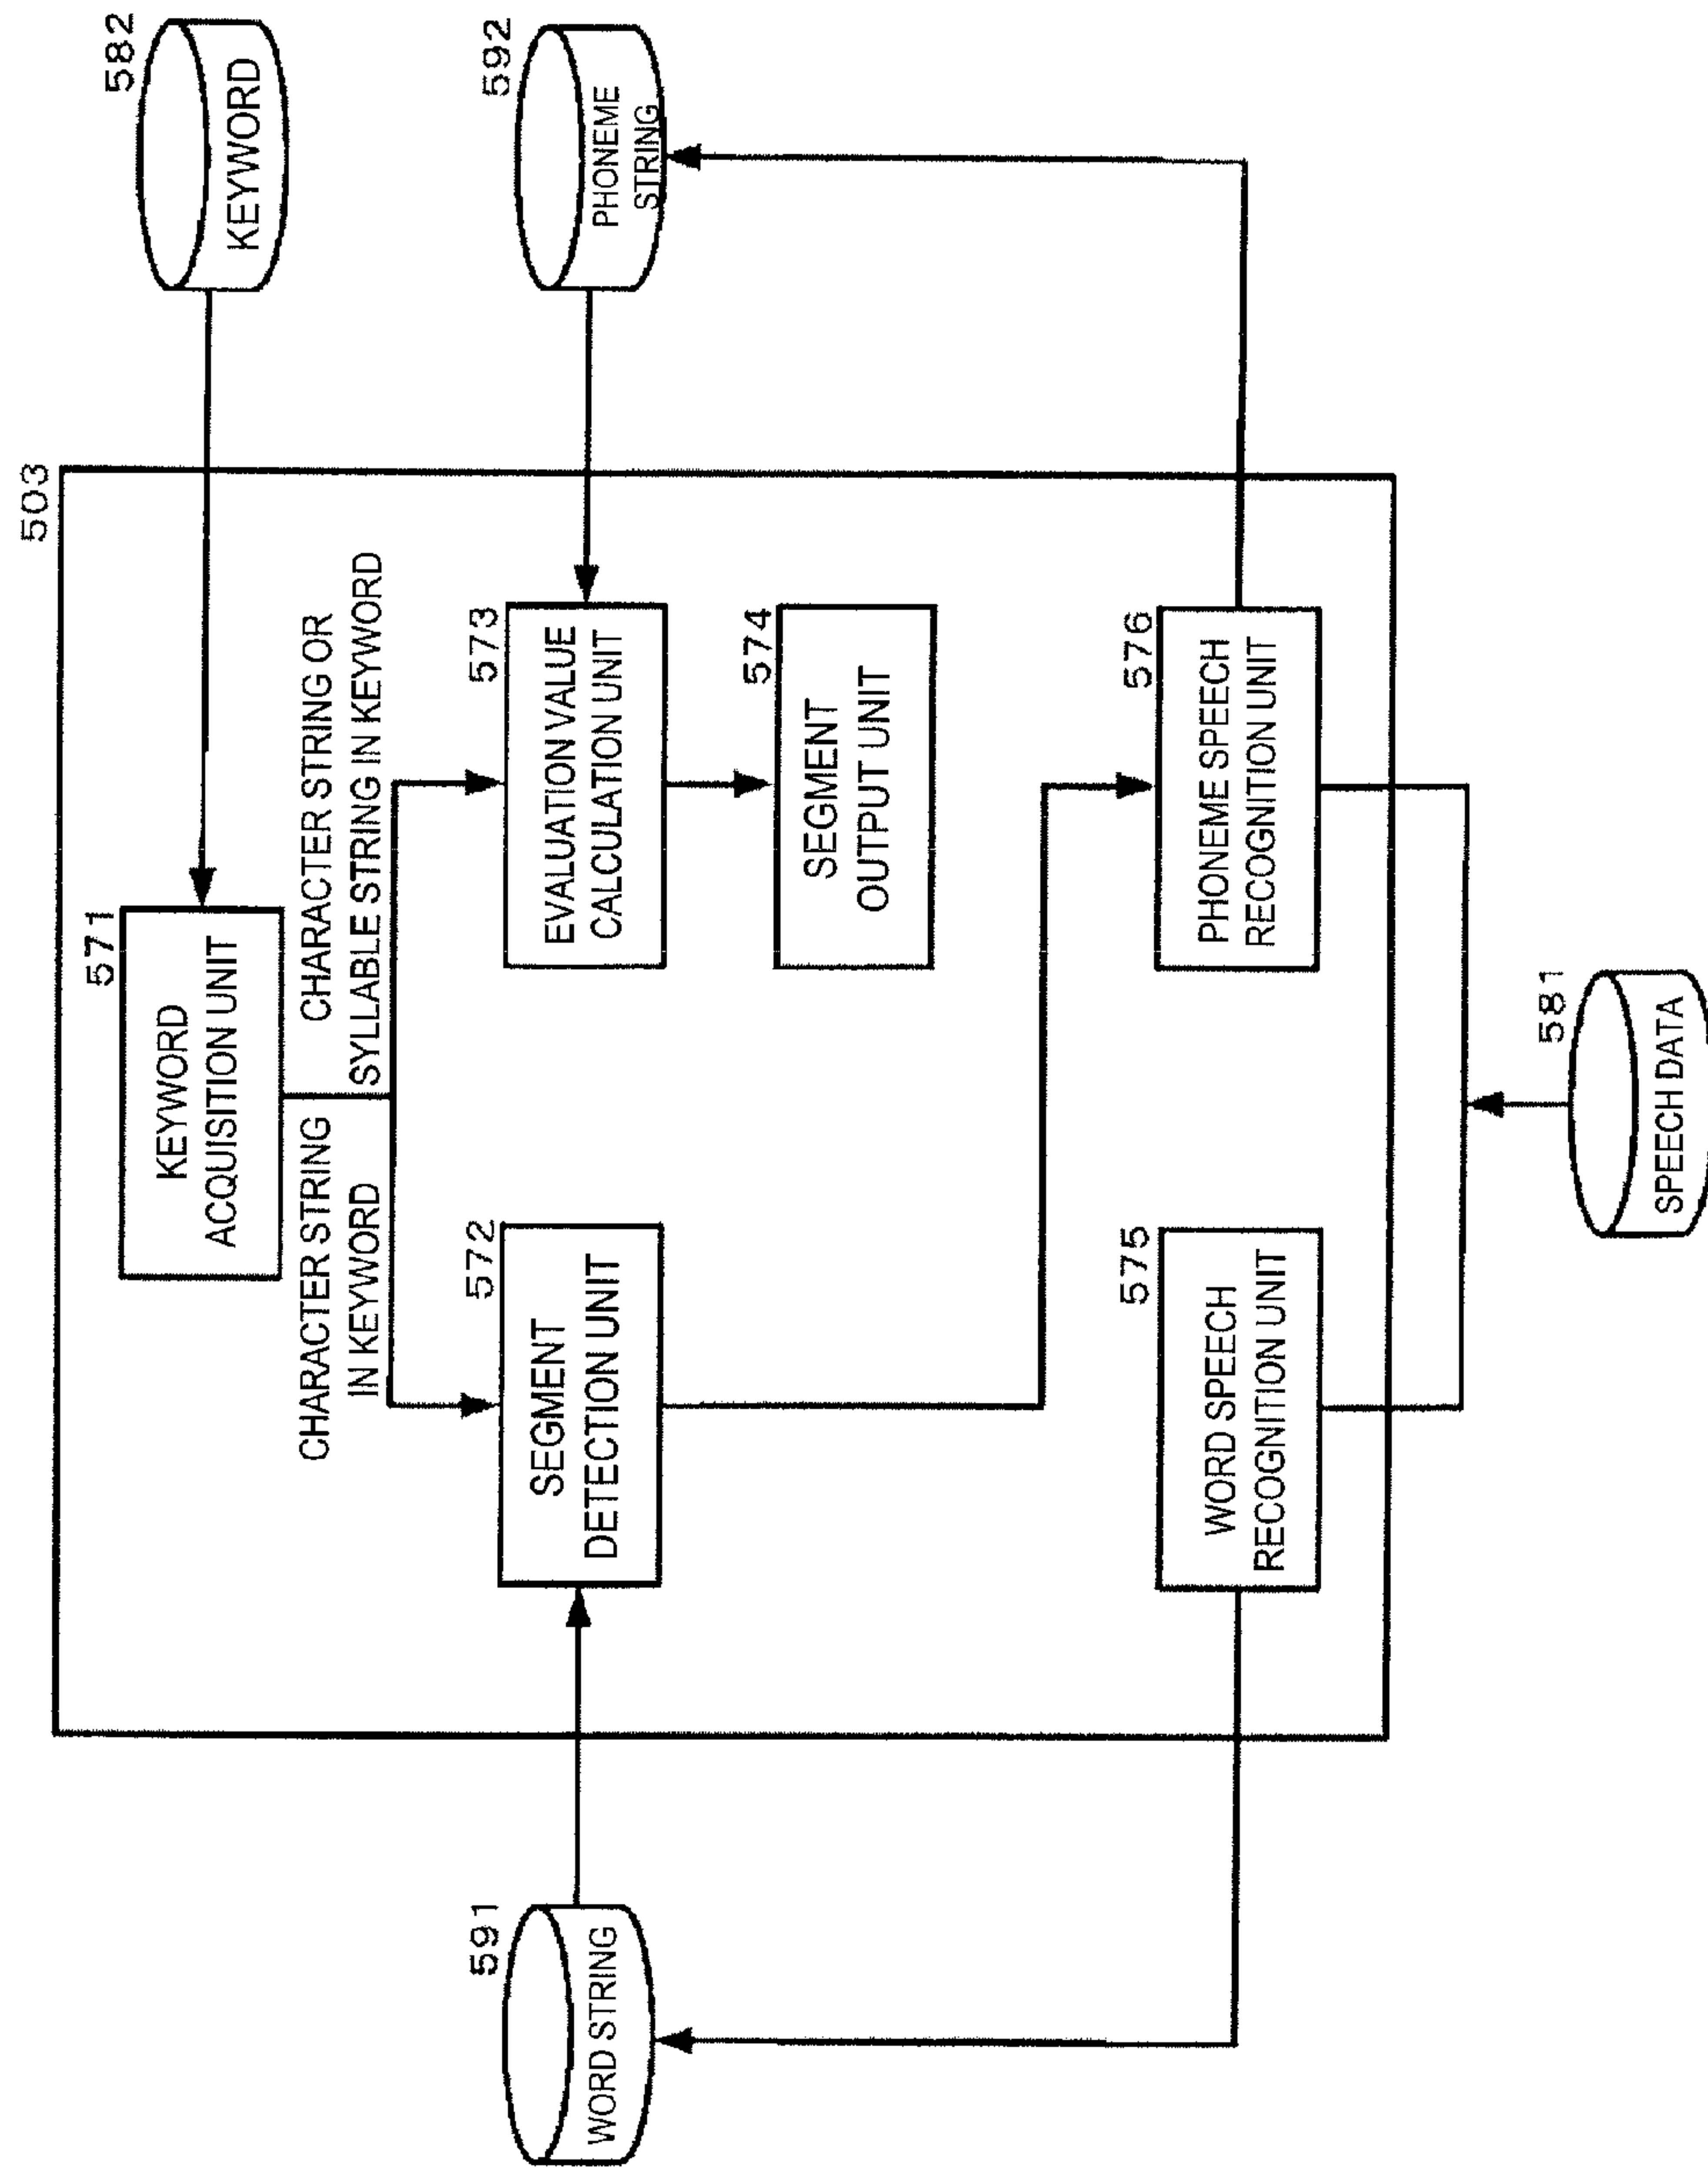 503
582
KEYWORD
571
KEYWORD
ACQUISITION UNIT
CHARACTER STRING
IN KEYWORD
CHARACTER STRING OR
SYLLABLE STRING IN KEYWORD
591
WORD STRING
572
SEGMENT
DETECTION UNIT
573
EVALUATION VALUE
CALCULATION UNIT
592
PHONEME
STRING
574
SEGMENT
OUTPUT UNIT
575
WORD SPEECH
RECOGNITION UNIT
576
PHONEME SPEECH
RECOGNITION UNIT
581
SPEECH DATA